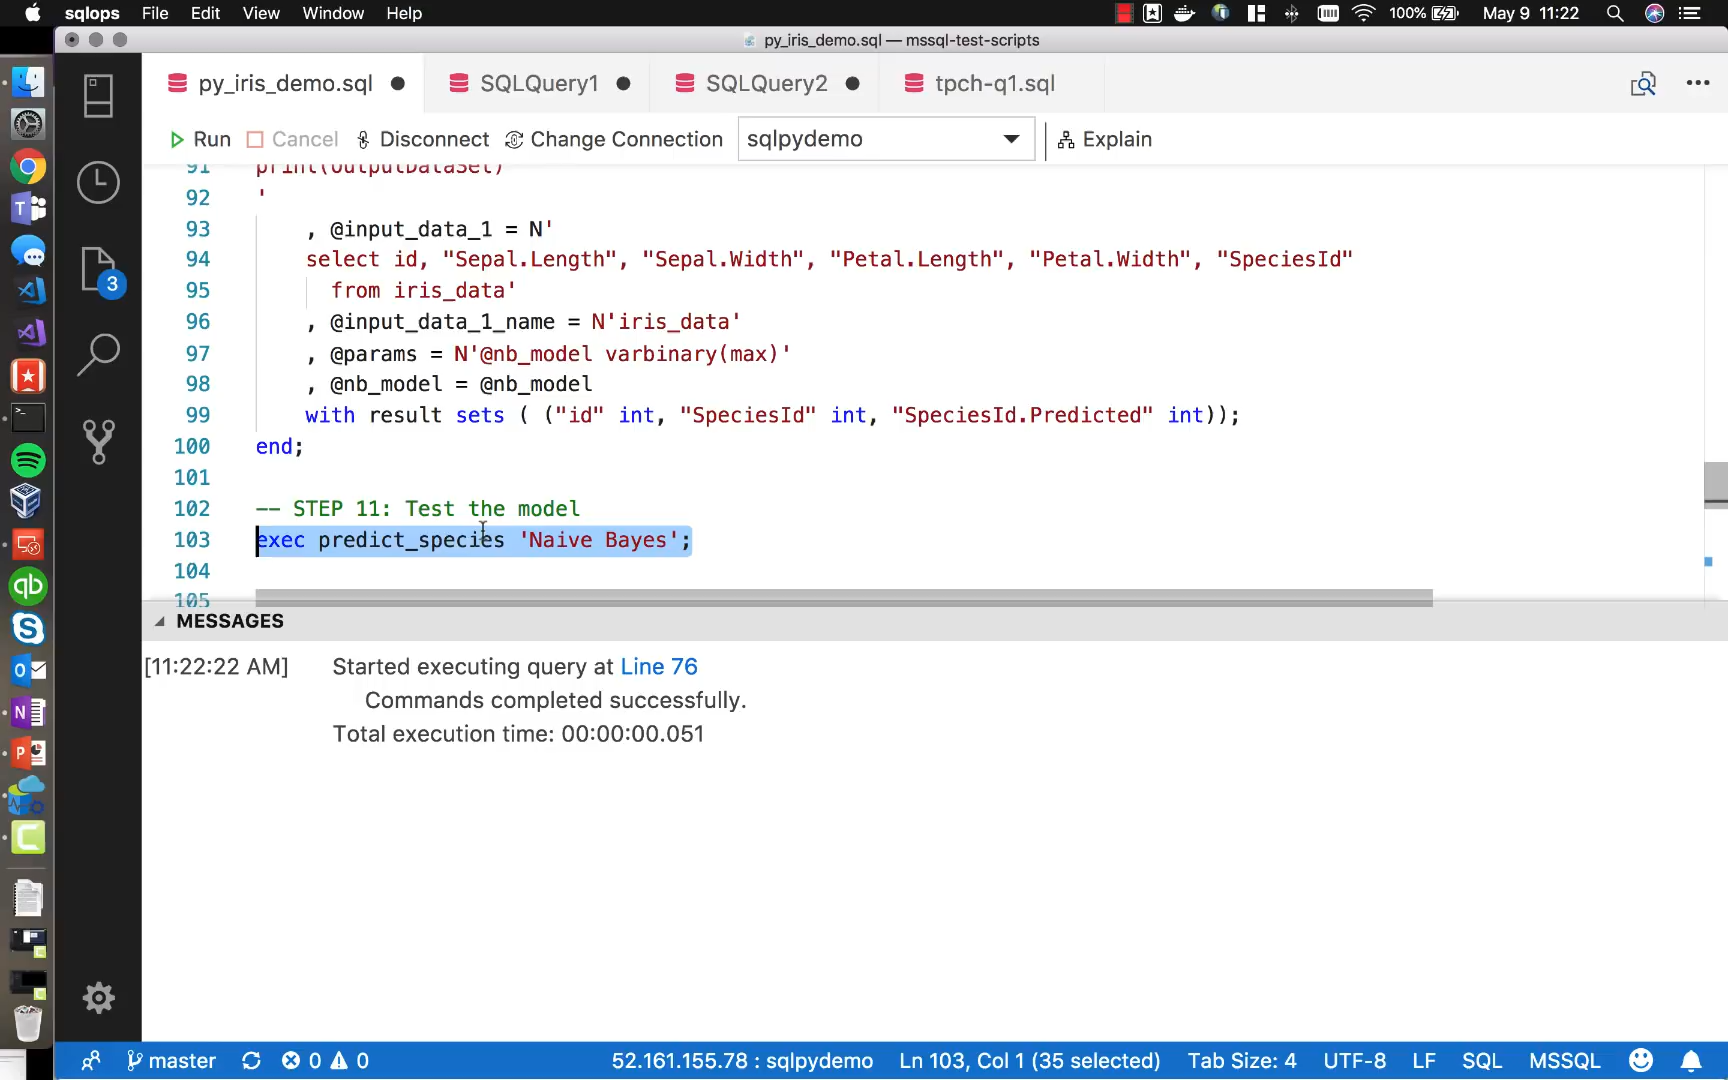 sqlops File Edit View Window Help 100% May 9 11:22
py_iris_demo.sql — mssql-test-scripts
py_iris_demo.sql SQLQuery1 SQLQuery2 tpch-q1.sql
Run Cancel Disconnect Change Connection sqlpydemo Explain
91 print(OutputDataSet)
92 '
93 , @input_data_1 = N'
94 select id, "Sepal.Length", "Sepal.Width", "Petal.Length", "Petal.Width", "SpeciesId"
95 from iris_data'
96 , @input_data_1_name = N'iris_data'
97 , @params = N'@nb_model varbinary(max)'
98 , @nb_model = @nb_model
99 with result sets ( ("id" int, "SpeciesId" int, "SpeciesId.Predicted" int));
100 end;
101
102 -- STEP 11: Test the model
103 exec predict_species 'Naive Bayes';
104
105
3
MESSAGES
[11:22:22 AM] Started executing query at Line 76
Commands completed successfully.
Total execution time: 00:00:00.051
master 0 0 52.161.155.78 : sqlpydemo Ln 103, Col 1 (35 selected) Tab Size: 4 UTF-8 LF SQL MSSQL